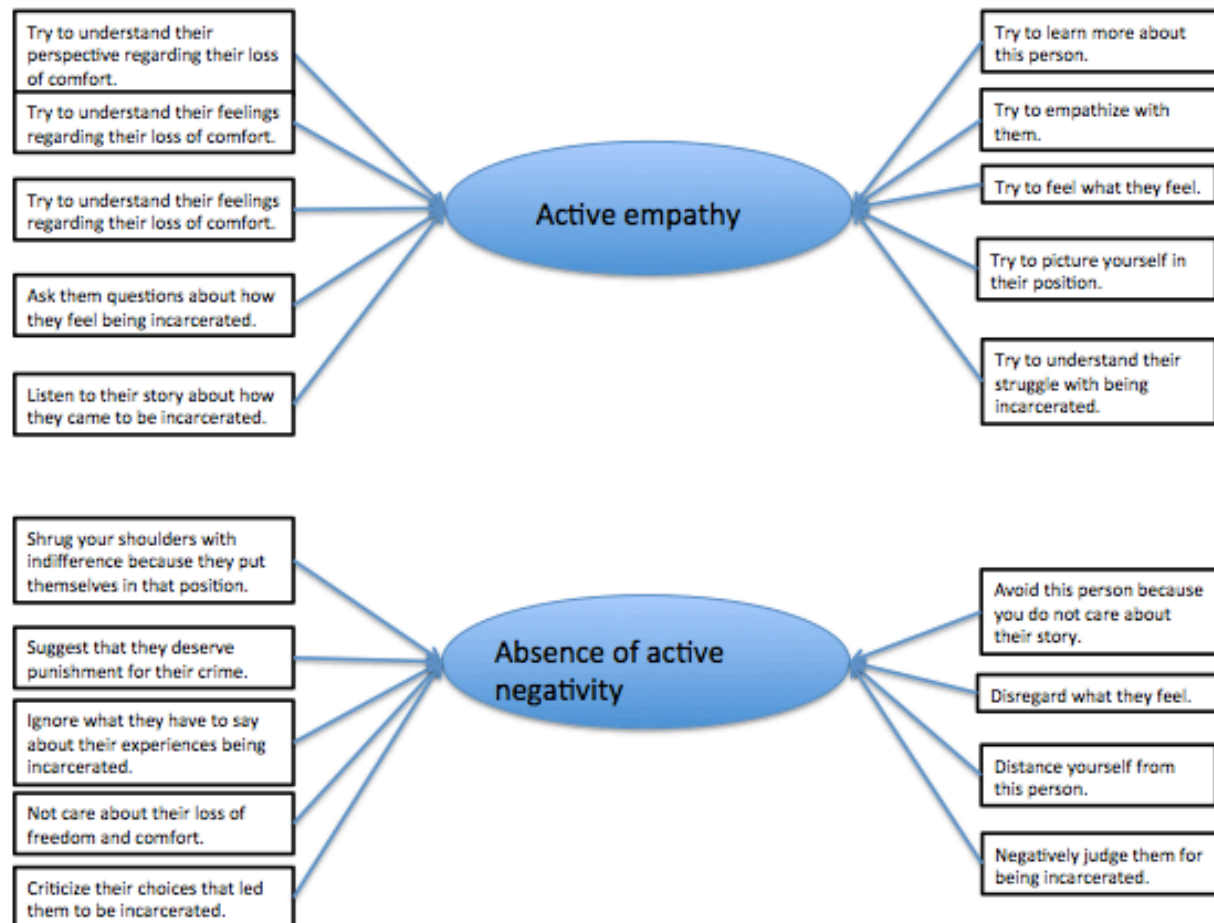 Try to understand their
perspective regarding their loss
of comfort.
Try to understand their feelings
regarding their loss of comfort.
Try to understand their feelings
regarding their loss of comfort.
Ask them questions about how
they feel being incarcerated.
Listen to their story about how
they came to be incarcerated.
Active empathy
Try to learn more about
this person.
Try to empathize with
them.
Try to feel what they feel.
Try to picture yourself in
their position.
Try to understand their
struggle with being
incarcerated.
Shrug your shoulders with
indifference because they put
themselves in that position.
Suggest that they deserve
punishment for their crime.
Ignore what they have to say
about their experiences being
incarcerated.
Not care about their loss of
freedom and comfort.
Criticize their choices that led
them to be incarcerated.
Absence of active
negativity
Avoid this person because
you do not care about
their story.
Disregard what they feel.
Distance yourself from
this person.
Negatively judge them for
being incarcerated.